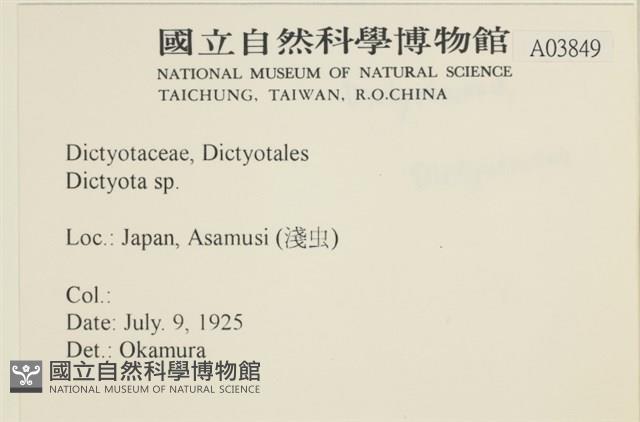 國立自然科學博物館 A03849
NATIONAL MUSEUM OF NATURAL SCIENCE
TAICHUNG, TAIWAN, R.O.CHINA
Dictyotaceae, Dictyotales
Dictyota sp.
Loc.: Japan, Asamusi (淺虫)
Col.:
Date: July. 9, 1925
Det.: Okamura
國立自然科學博物館
NATIONAL MUSEUM OF NATURAL SCIENCE